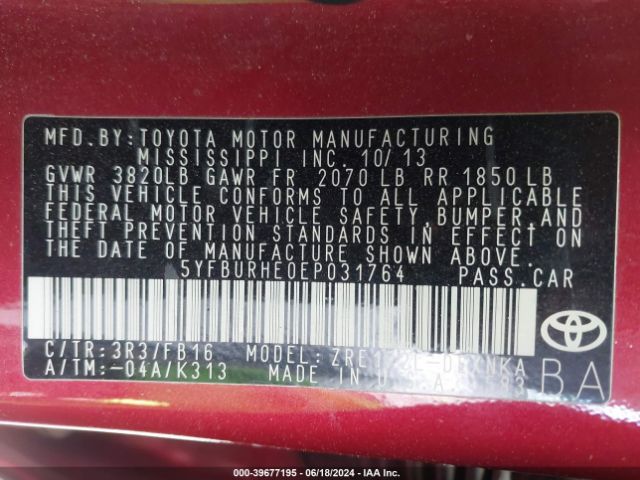 MFD.BY:TOYOTA MOTOR MANUFACTURING
MISSISSIPPI INC. 10/13
GVWR 3820LB GAWR FR 2070 LB RR 1850 LB
THIS VEHICLE CONFORMS TO ALL APPLICABLE
FEDERAL MOTOR VEHICLE SAFETY, BUMPER, AND
THEFT PREVENTION STANDARDS IN EFFECT ON
THE DATE OF MANUFACTURE SHOWN ABOVE.
5YFBURHE0EP031764 PASS.CAR
C/TR:3R3/FB16 MODEL:
A/TM:-04A/K313 MADE IN U.S.A.
BA
000-39677195 - 06/18/2024 - IAA Inc.